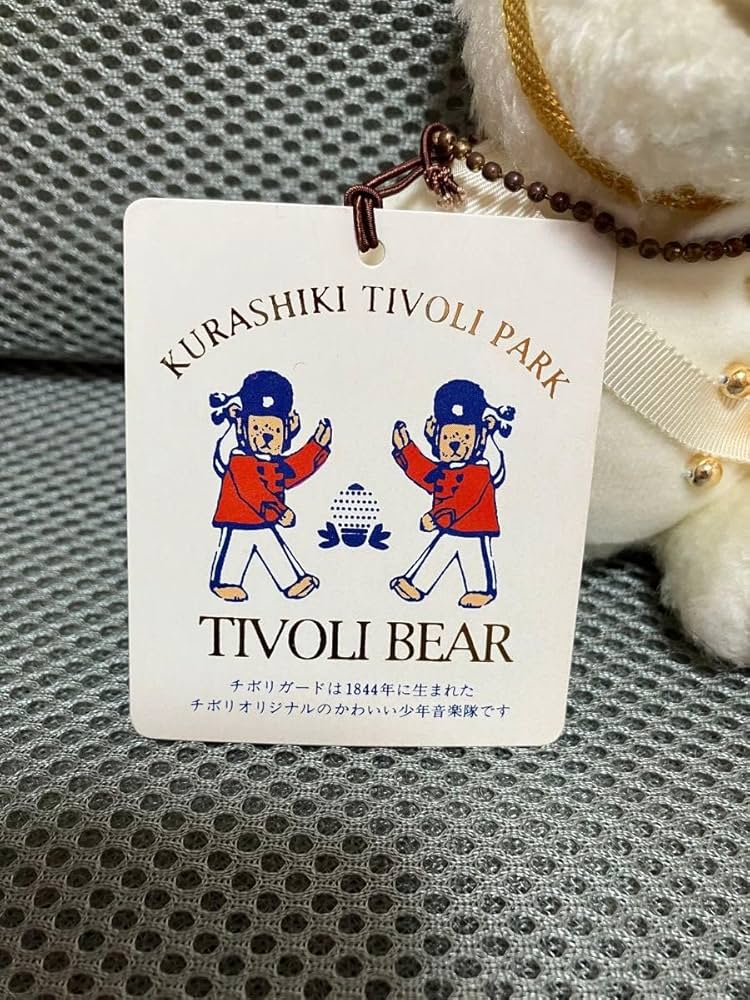 KURASHIKI TIVOLI PARK
TIVOLI BEAR
チボリガードは1844年に生まれた
チボリオリジナルのかわいい少年音楽隊です